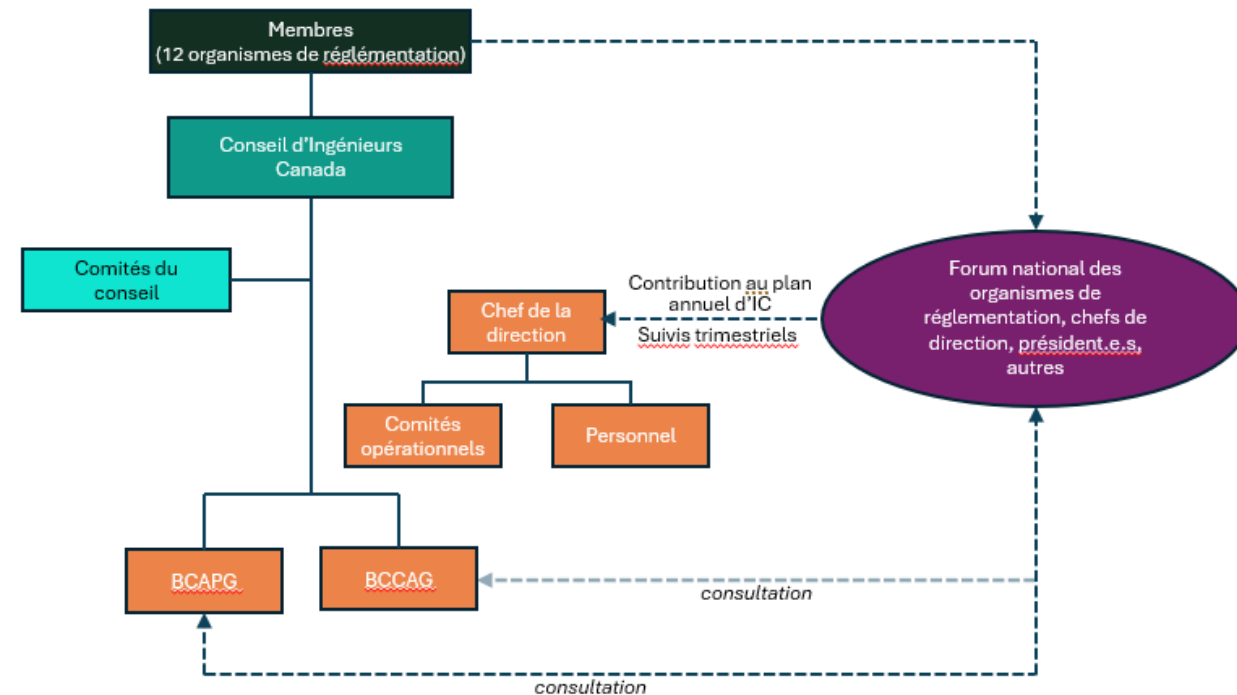 Membres
(12 organismes de réglémentation)
Conseil d'Ingénieurs
Canada
Comités du
conseil
Chef de la
direction
Contribution au plan
annuel d'IC
Suivis trimestriels
Forum national des
organismes de
réglementation, chefs de
direction, président.e.s,
autres
Comités
opérationnels
Personnel
BCAPG
BCCAG
consultation
consultation